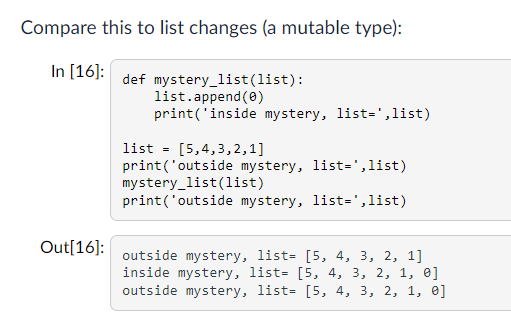 Compare this to list changes (a mutable type):
In [16]:
def mystery_list(list):
    list.append(0)
    print('inside mystery, list=',list)

list = [5,4,3,2,1]
print('outside mystery, list=',list)
mystery_list(list)
print('outside mystery, list=',list)
Out[16]:
outside mystery, list= [5, 4, 3, 2, 1]
inside mystery, list= [5, 4, 3, 2, 1, 0]
outside mystery, list= [5, 4, 3, 2, 1, 0]